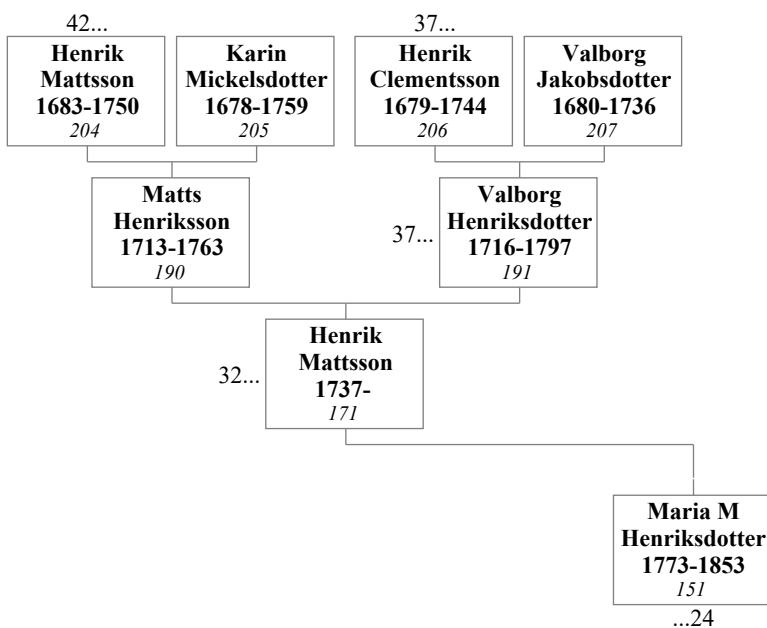 42...
37...
Henrik
Mattsson
1683-1750
204
Karin
Mickelsdotter
1678-1759
205
Henrik
Clementsson
1679-1744
206
Valborg
Jakobsdotter
1680-1736
207
Matts
Henriksson
1713-1763
190
37...
Valborg
Henriksdotter
1716-1797
191
32...
Henrik
Mattsson
1737-
171
Maria M
Henriksdotter
1773-1853
151
...24